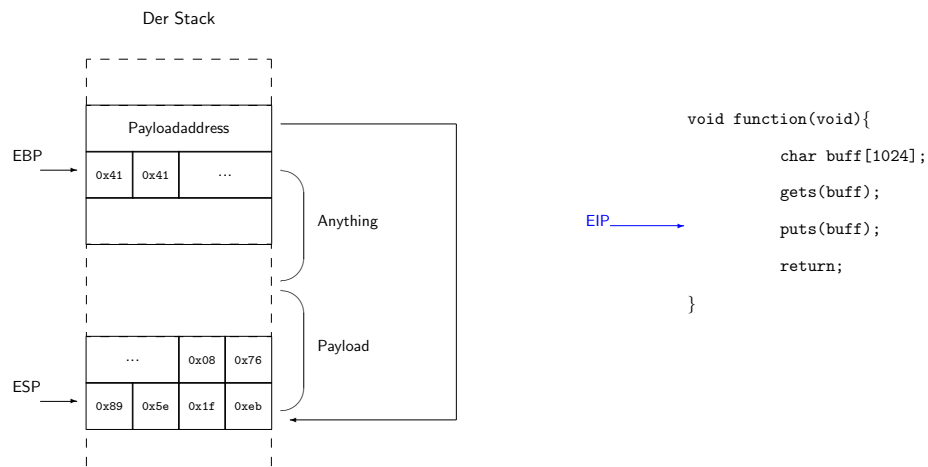 Der Stack
Payloadaddress
EBP
0x41 0x41 ...
Anything
Payload
... 0x08 0x76
ESP
0x89 0x5e 0x1f 0xeb
void function(void){
char buff[1024];
gets(buff);
EIP
puts(buff);
return;
}